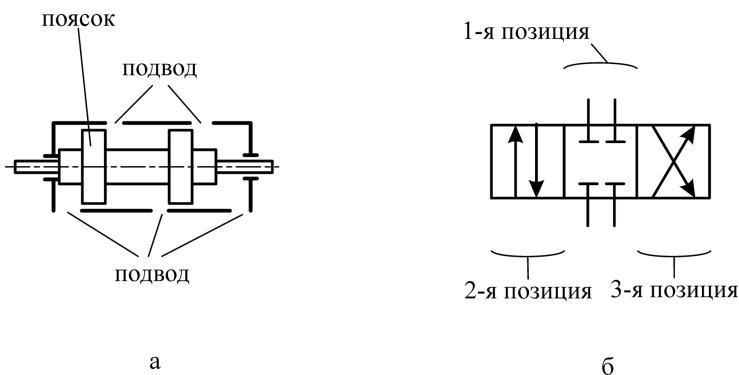 поясок
подвод
подвод
а
1-я позиция
2-я позиция
3-я позиция
б